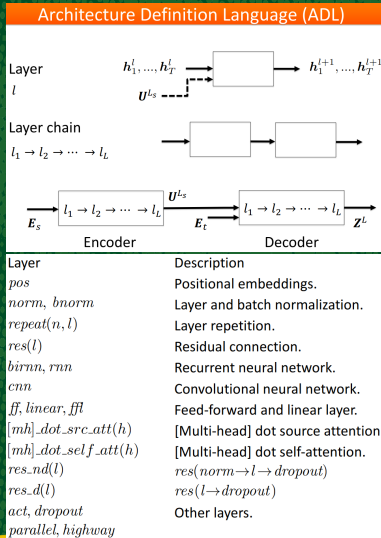 Architecture Definition Language (ADL)
Layer h_1^l, …, h_T^l h_1^{l+1}, …, h_T^{l+1}
l U^{L_s}
Layer chain
l_1 → l_2 → ⋯ → l_L
U^{L_s}
l_1 → l_2 → ⋯ → l_L l_1 → l_2 → ⋯ → l_L
E_s E_t Z^L
Encoder Decoder
Layer Description
pos Positional embeddings.
norm, bnorm Layer and batch normalization.
repeat(n, l) Layer repetition.
res(l) Residual connection.
birnn, rnn Recurrent neural network.
cnn Convolutional neural network.
ff, linear, ffl Feed-forward and linear layer.
[mh]_dot_src_att(h) [Multi-head] dot source attention
[mh]_dot_self_att(h) [Multi-head] dot self-attention.
res_nd(l) res(norm→l→dropout)
res_d(l) res(l→dropout)
act, dropout Other layers.
parallel, highway